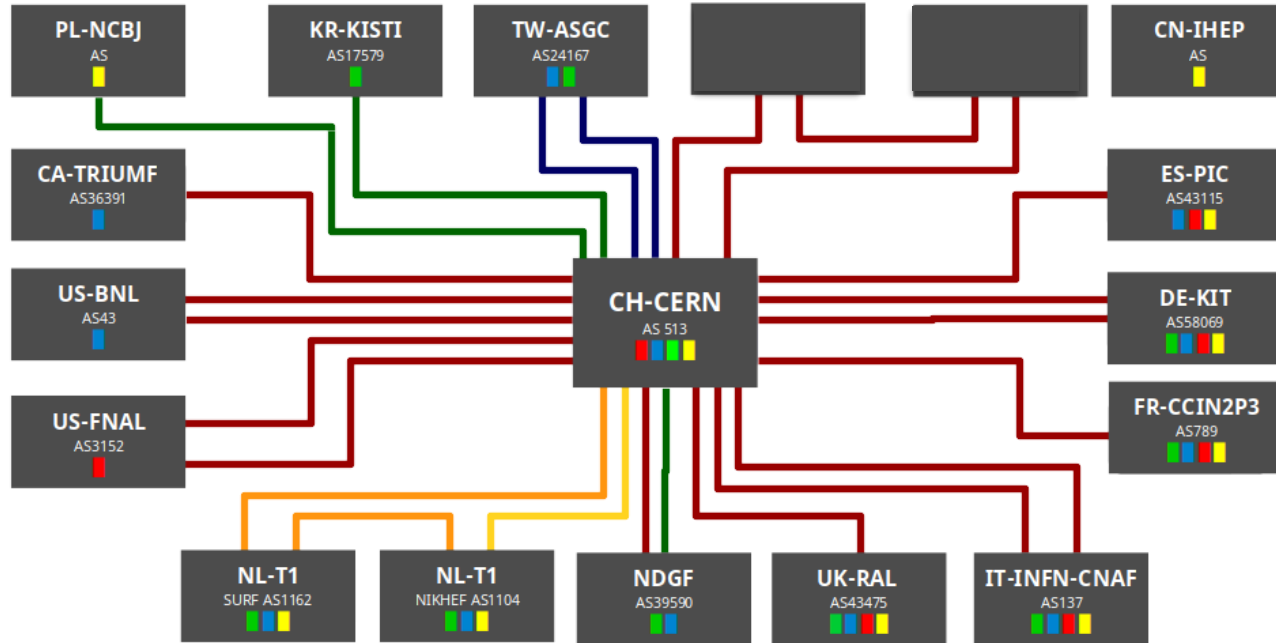 PL-NCBJ
AS
KR-KISTI
AS17579
TW-ASGC
AS24167
CN-IHEP
AS
CA-TRIUMF
AS36391
ES-PIC
AS43115
US-BNL
AS43
CH-CERN
AS 513
DE-KIT
AS58069
US-FNAL
AS3152
FR-CCIN2P3
AS789
NL-T1
SURF AS1162
NL-T1
NIKHEF AS1104
NDGF
AS39590
UK-RAL
AS43475
IT-INFN-CNAF
AS137